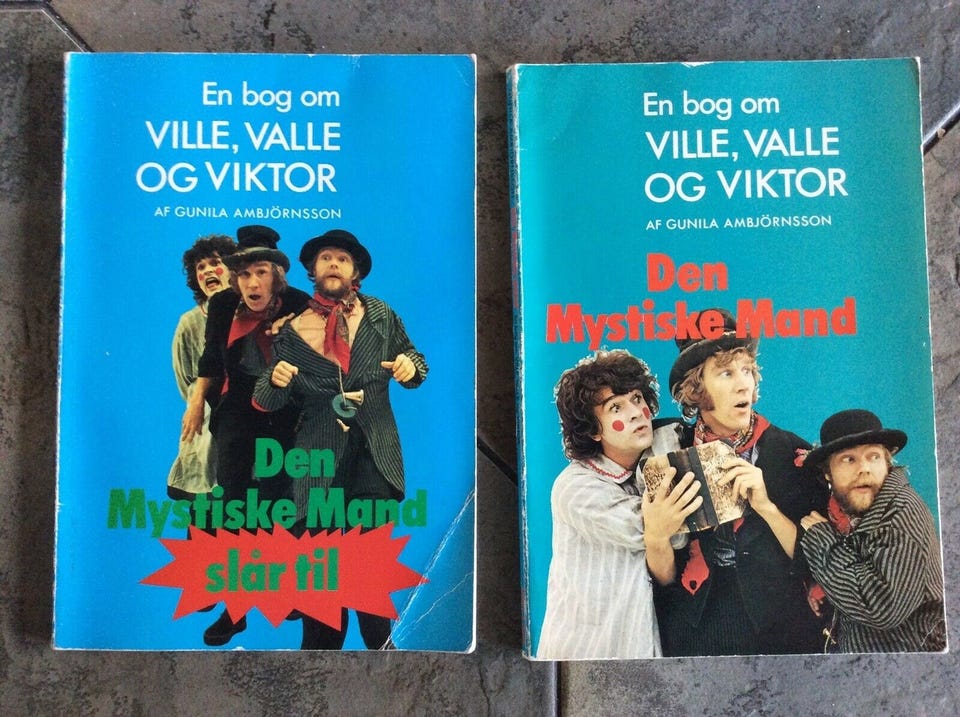 En bog om
VILLE, VALLE
OG VIKTOR
AF GUNILA AMBJÖRNSSON
Den
Mystiske Mand
slår til
En bog om
VILLE, VALLE
OG VIKTOR
AF GUNILA AMBJÖRNSSON
Den
Mystiske Mand